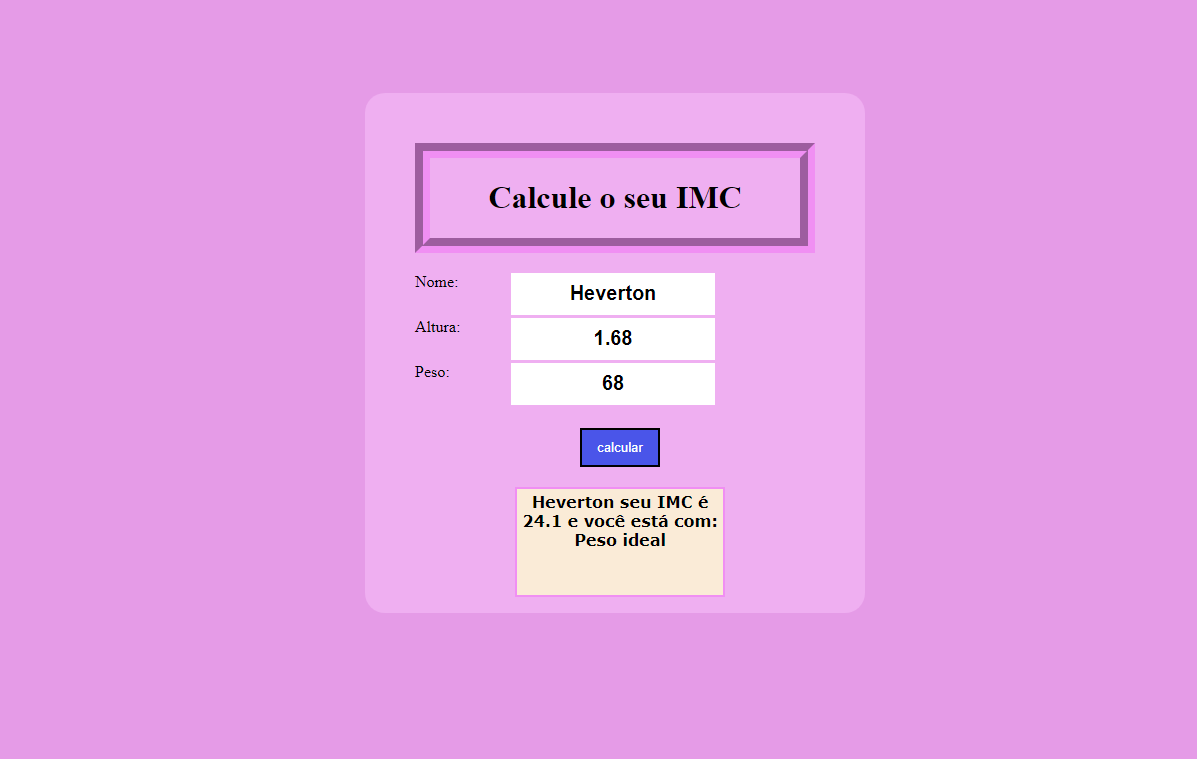 Calcule o seu IMC
Nome: Heverton
Altura: 1.68
Peso: 68
calcular
Heverton seu IMC é
24.1 e você está com:
Peso ideal